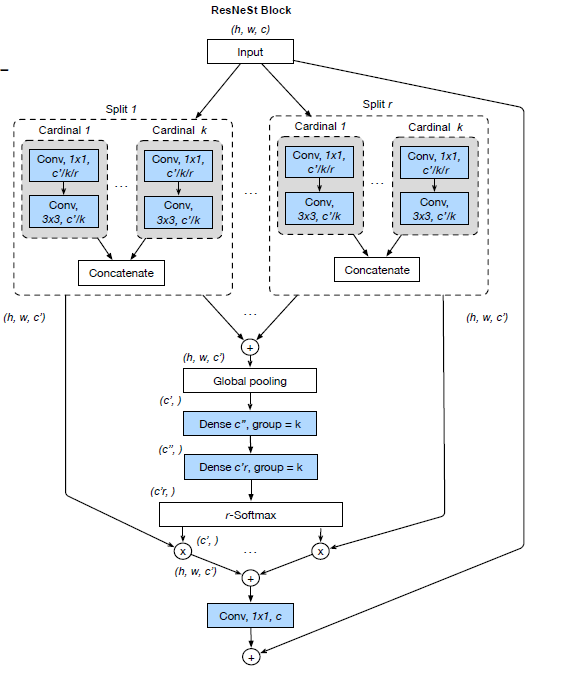 ResNeSt Block
(h, w, c)
Input
Split 1
Split r
Cardinal 1
Cardinal k
Cardinal 1
Cardinal k
Conv, 1x1,
c'/k/r
Conv,
3x3, c'/k
...
Conv, 1x1,
c'/k/r
Conv,
3x3, c'/k
Concatenate
...
Conv, 1x1,
c'/k/r
Conv,
3x3, c'/k
...
Conv, 1x1,
c'/k/r
Conv,
3x3, c'/k
Concatenate
(h, w, c')
...
(h, w, c')
+
(h, w, c')
Global pooling
(c', )
Dense c'', group = k
(c'', )
Dense c'r, group = k
(c'r, )
r-Softmax
(c', )
x
...
x
(h, w, c')
+
Conv, 1x1, c
+